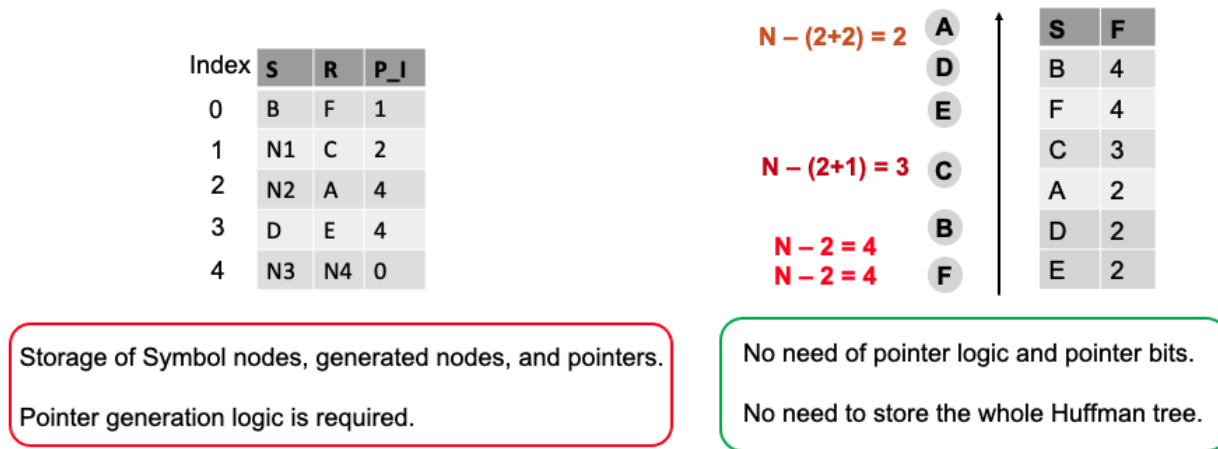 Index S R P_I
0 B F 1
1 N1 C 2
2 N2 A 4
3 D E 4
4 N3 N4 0
Storage of Symbol nodes, generated nodes, and pointers.
Pointer generation logic is required.
N – (2+2) = 2 A
D
E
N – (2+1) = 3 C
N – 2 = 4 B
N – 2 = 4 F
S F
B 4
F 4
C 3
A 2
D 2
E 2
No need of pointer logic and pointer bits.
No need to store the whole Huffman tree.